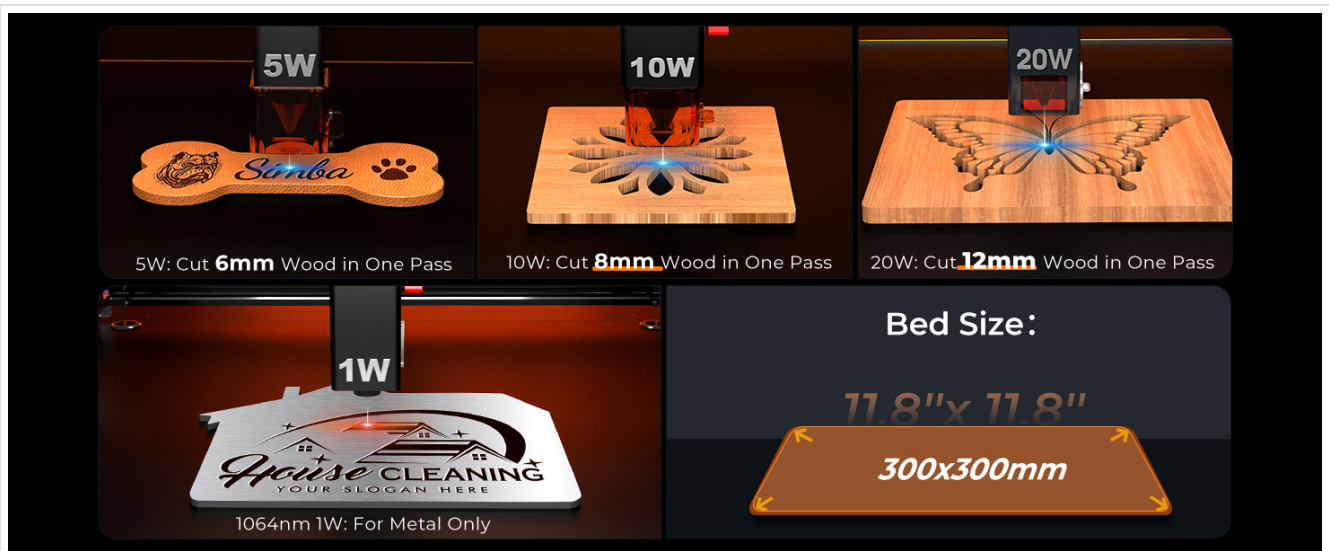 5W
Simba
5W: Cut 6mm Wood in One Pass
10W
10W: Cut 8mm Wood in One Pass
20W
20W: Cut 12mm Wood in One Pass
1W
House CLEANING
YOUR SLOGAN HERE
1064nm 1W: For Metal Only
Bed Size:
11.8"x 11.8"
300x300mm